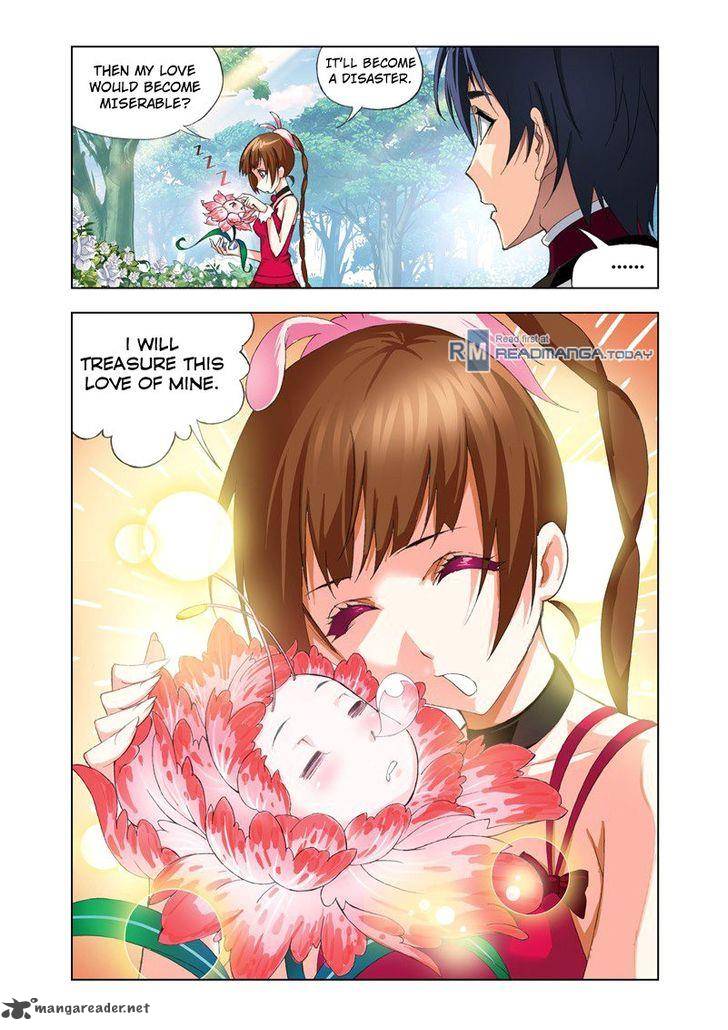 THEN MY LOVE
WOULD BECOME
MISERABLE?
IT'LL BECOME
A DISASTER.
Z Z Z Z
......
I WILL
TREASURE THIS
LOVE OF MINE.
RM
Read first at
READMANGA.TODAY
mangareader.net